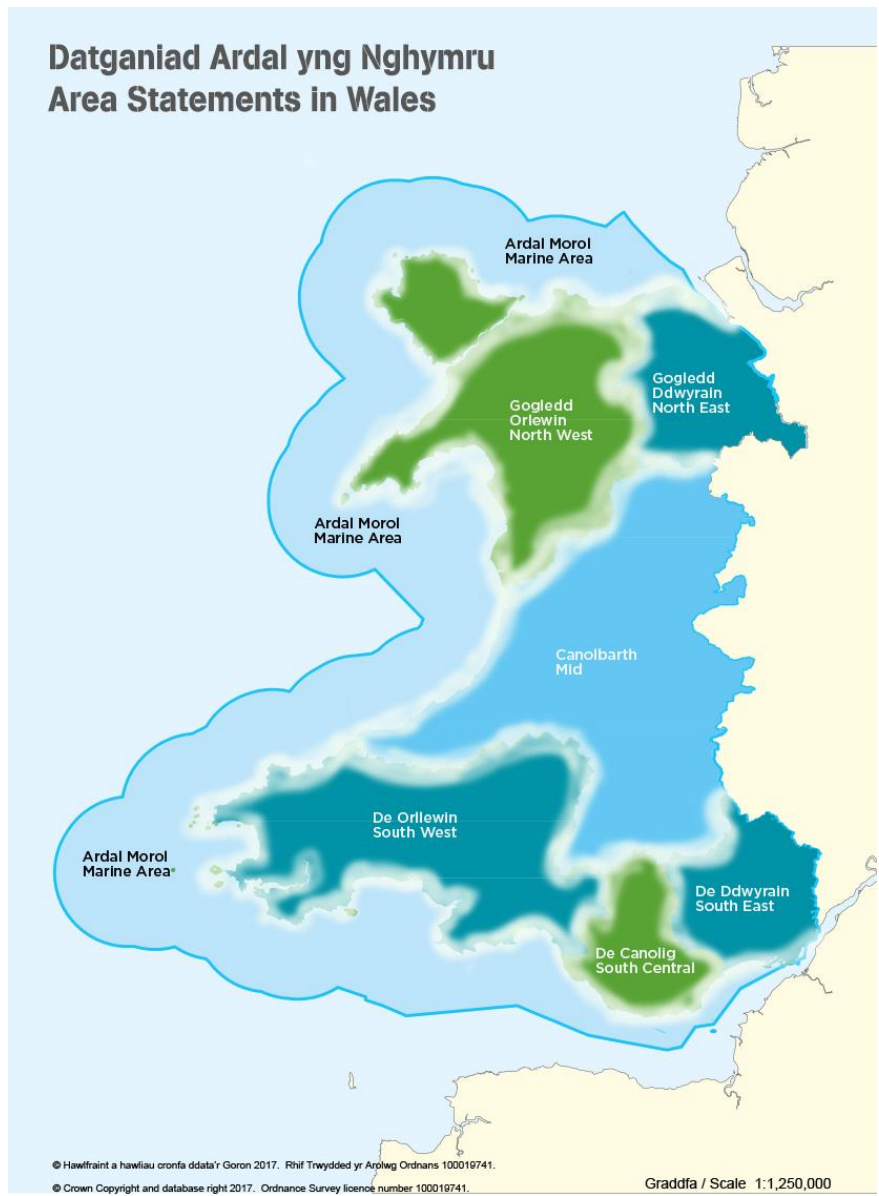 Datganiad Ardal yng Nghymru
Area Statements in Wales
Ardal Morol
Marine Area
Gogledd
Ddwyrain
North East
Gogledd
Orlewin
North West
Ardal Morol
Marine Area
Canolbarth
Mid
De Orllewin
South West
Ardal Morol
Marine Area
De Ddwyrain
South East
De Canolig
South Central
© Hawlfraint a hawliau cronfa ddata'r Goron 2017. Rhif Trwydded yr Arolwg Ordnans 100019741.
© Crown Copyright and database right 2017. Ordnance Survey licence number 100019741.
Graddfa / Scale 1:1,250,000